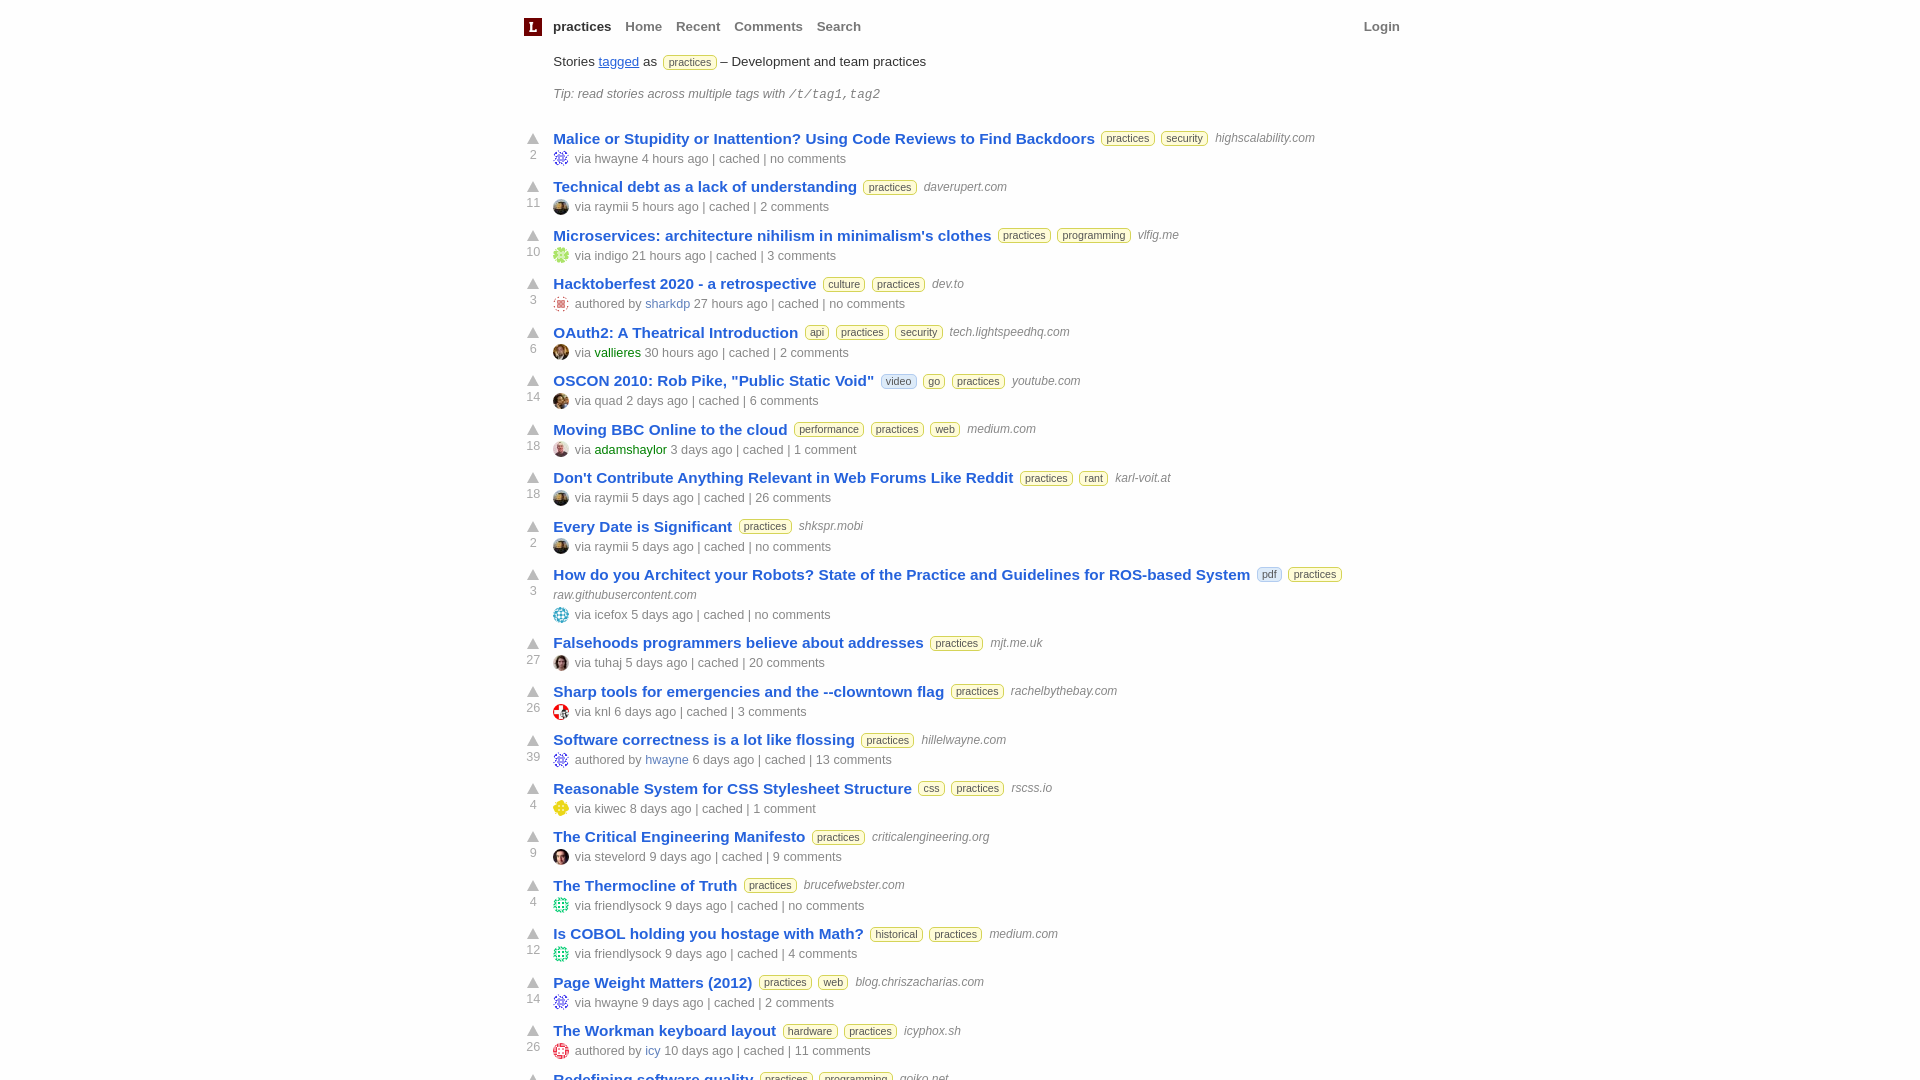 L practices Home Recent Comments Search Login
Stories tagged as practices – Development and team practices
Tip: read stories across multiple tags with /t/tag1,tag2
Malice or Stupidity or Inattention? Using Code Reviews to Find Backdoors practices security highscalability.com
2 via hwayne 4 hours ago | cached | no comments
Technical debt as a lack of understanding practices daverupert.com
11 via raymii 5 hours ago | cached | 2 comments
Microservices: architecture nihilism in minimalism's clothes practices programming vlfig.me
10 via indigo 21 hours ago | cached | 3 comments
Hacktoberfest 2020 - a retrospective culture practices dev.to
3 authored by sharkdp 27 hours ago | cached | no comments
OAuth2: A Theatrical Introduction api practices security tech.lightspeedhq.com
6 via vallieres 30 hours ago | cached | 2 comments
OSCON 2010: Rob Pike, "Public Static Void" video go practices youtube.com
14 via quad 2 days ago | cached | 6 comments
Moving BBC Online to the cloud performance practices web medium.com
18 via adamshaylor 3 days ago | cached | 1 comment
Don't Contribute Anything Relevant in Web Forums Like Reddit practices rant karl-voit.at
18 via raymii 5 days ago | cached | 26 comments
Every Date is Significant practices shkspr.mobi
2 via raymii 5 days ago | cached | no comments
How do you Architect your Robots? State of the Practice and Guidelines for ROS-based System pdf practices
3 raw.githubusercontent.com
via icefox 5 days ago | cached | no comments
Falsehoods programmers believe about addresses practices mjt.me.uk
27 via tuhaj 5 days ago | cached | 20 comments
Sharp tools for emergencies and the --clowntown flag practices rachelbythebay.com
26 via knl 6 days ago | cached | 3 comments
Software correctness is a lot like flossing practices hillelwayne.com
39 authored by hwayne 6 days ago | cached | 13 comments
Reasonable System for CSS Stylesheet Structure css practices rscss.io
4 via kiwec 8 days ago | cached | 1 comment
The Critical Engineering Manifesto practices criticalengineering.org
9 via stevelord 9 days ago | cached | 9 comments
The Thermocline of Truth practices brucefwebster.com
4 via friendlysock 9 days ago | cached | no comments
Is COBOL holding you hostage with Math? historical practices medium.com
12 via friendlysock 9 days ago | cached | 4 comments
Page Weight Matters (2012) practices web blog.chriszacharias.com
14 via hwayne 9 days ago | cached | 2 comments
The Workman keyboard layout hardware practices icyphox.sh
26 authored by icy 10 days ago | cached | 11 comments
Redefining software quality practices programming gojko.net